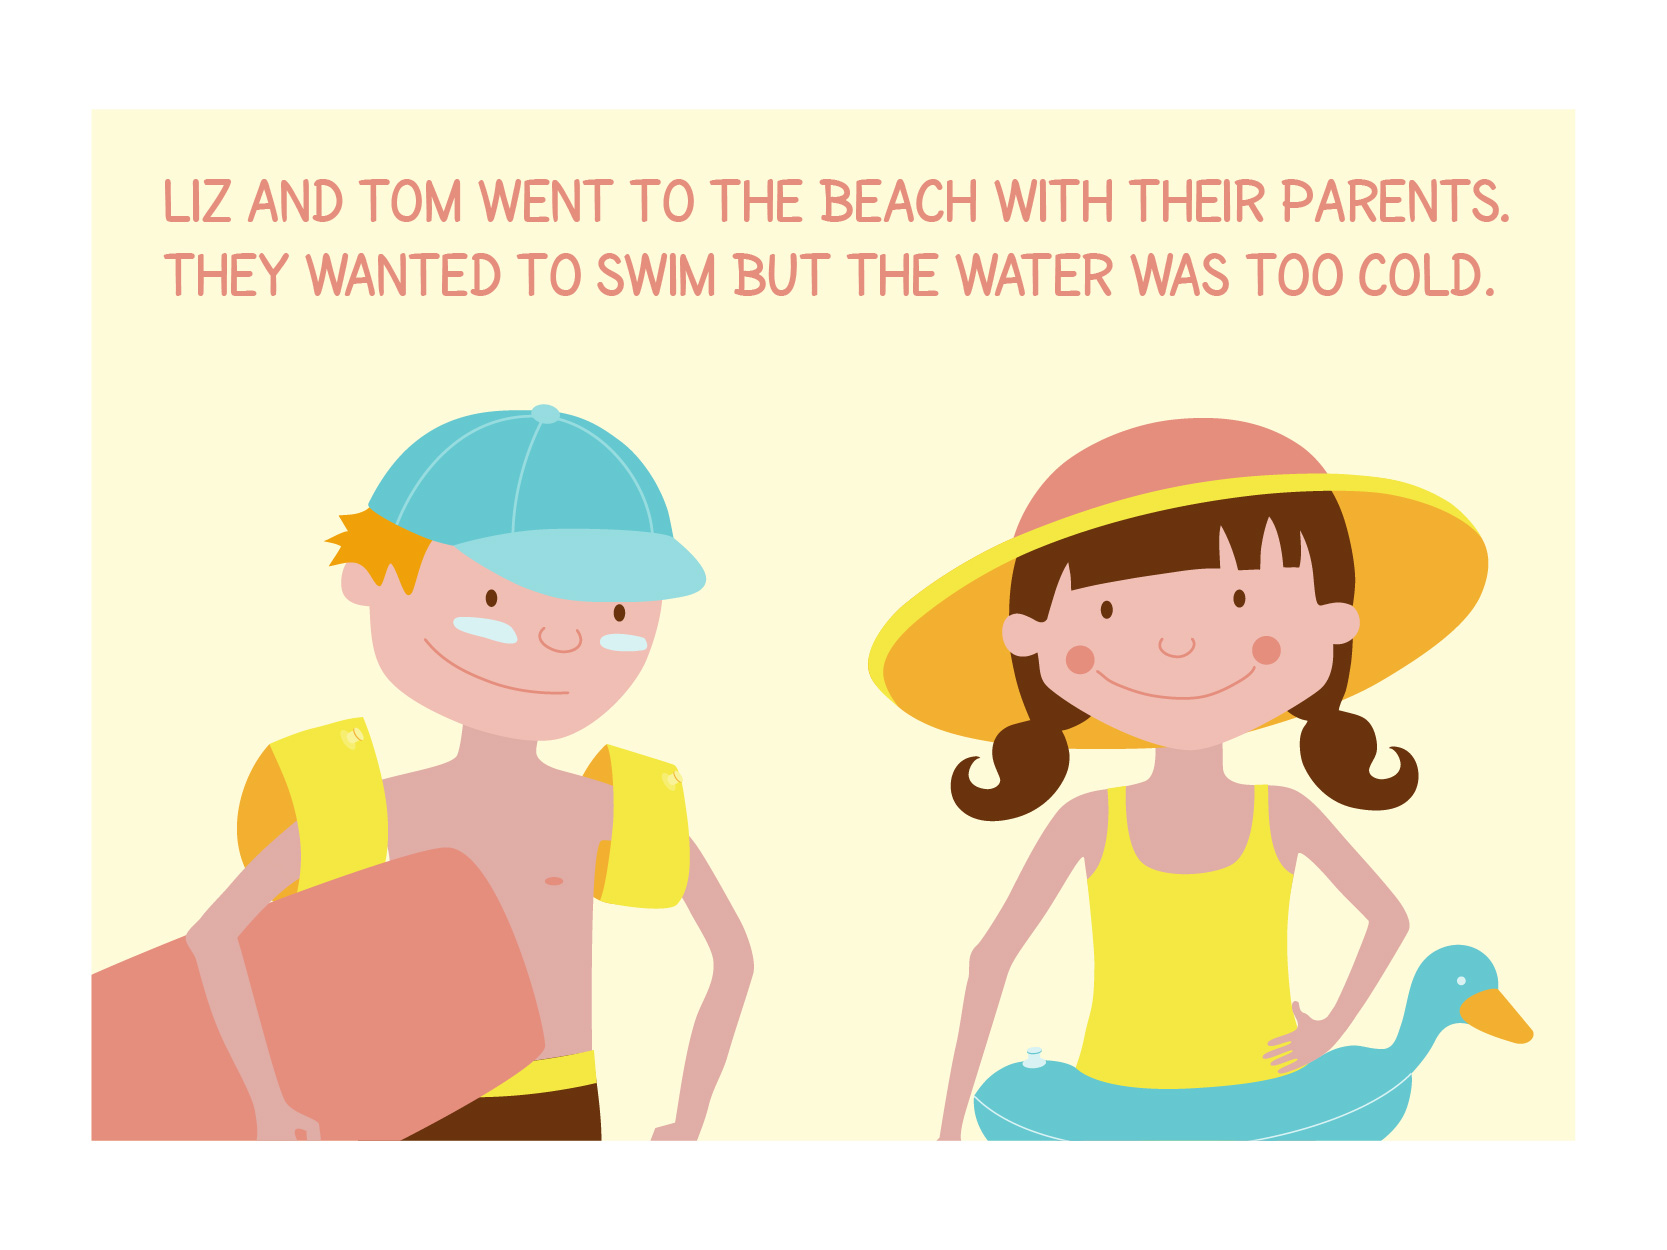 LIZ AND TOM WENT TO THE BEACH WITH THEIR PARENTS.
THEY WANTED TO SWIM BUT THE WATER WAS TOO COLD.